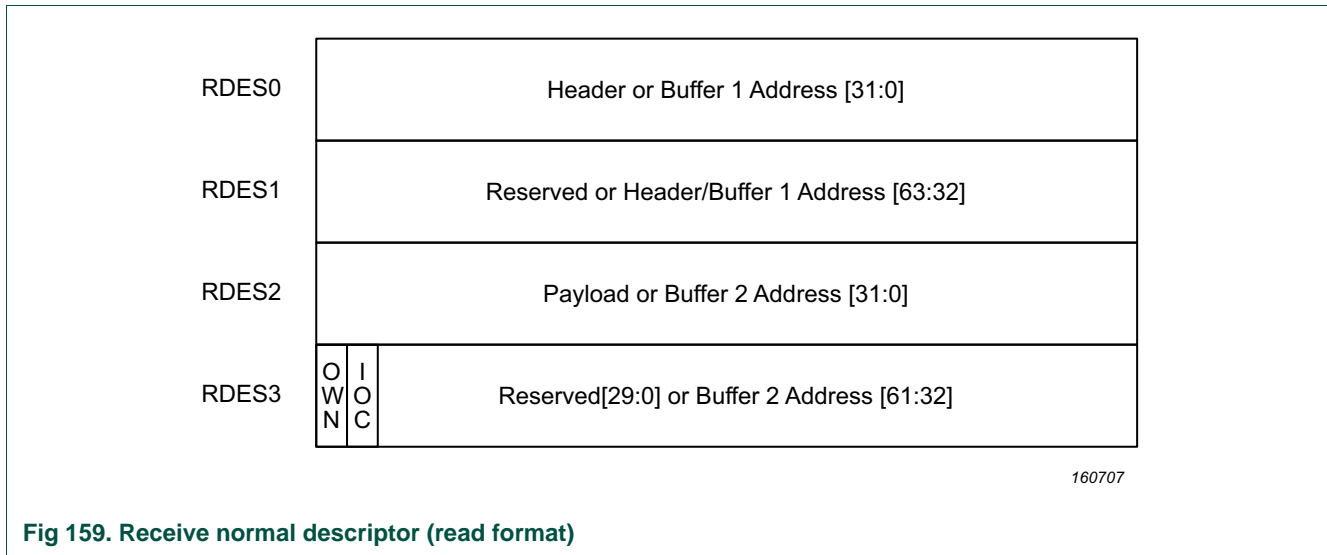 RDES0
Header or Buffer 1 Address [31:0]
RDES1
Reserved or Header/Buffer 1 Address [63:32]
RDES2
Payload or Buffer 2 Address [31:0]
RDES3
OWN
IOC
Reserved[29:0] or Buffer 2 Address [61:32]
160707
Fig 159. Receive normal descriptor (read format)